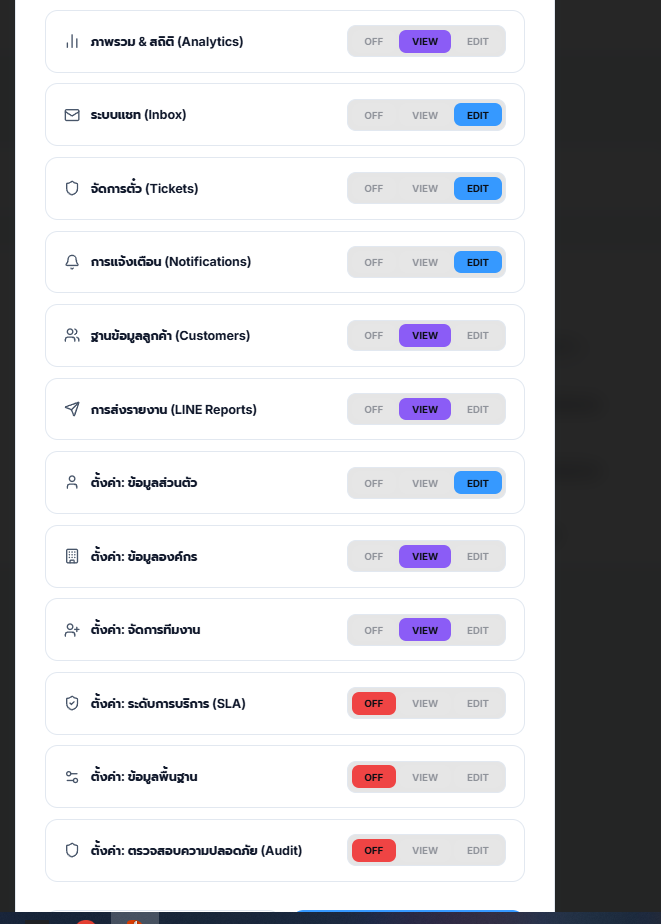 ภาพรวม & สถิติ (Analytics) OFF VIEW EDIT
ระบบแชท (Inbox) OFF VIEW EDIT
จัดการตั๋ว (Tickets) OFF VIEW EDIT
การแจ้งเตือน (Notifications) OFF VIEW EDIT
ฐานข้อมูลลูกค้า (Customers) OFF VIEW EDIT
การส่งรายงาน (LINE Reports) OFF VIEW EDIT
ตั้งค่า: ข้อมูลส่วนตัว OFF VIEW EDIT
ตั้งค่า: ข้อมูลองค์กร OFF VIEW EDIT
ตั้งค่า: จัดการทีมงาน OFF VIEW EDIT
ตั้งค่า: ระดับการบริการ (SLA) OFF VIEW EDIT
ตั้งค่า: ข้อมูลพื้นฐาน OFF VIEW EDIT
ตั้งค่า: ตรวจสอบความปลอดภัย (Audit) OFF VIEW EDIT